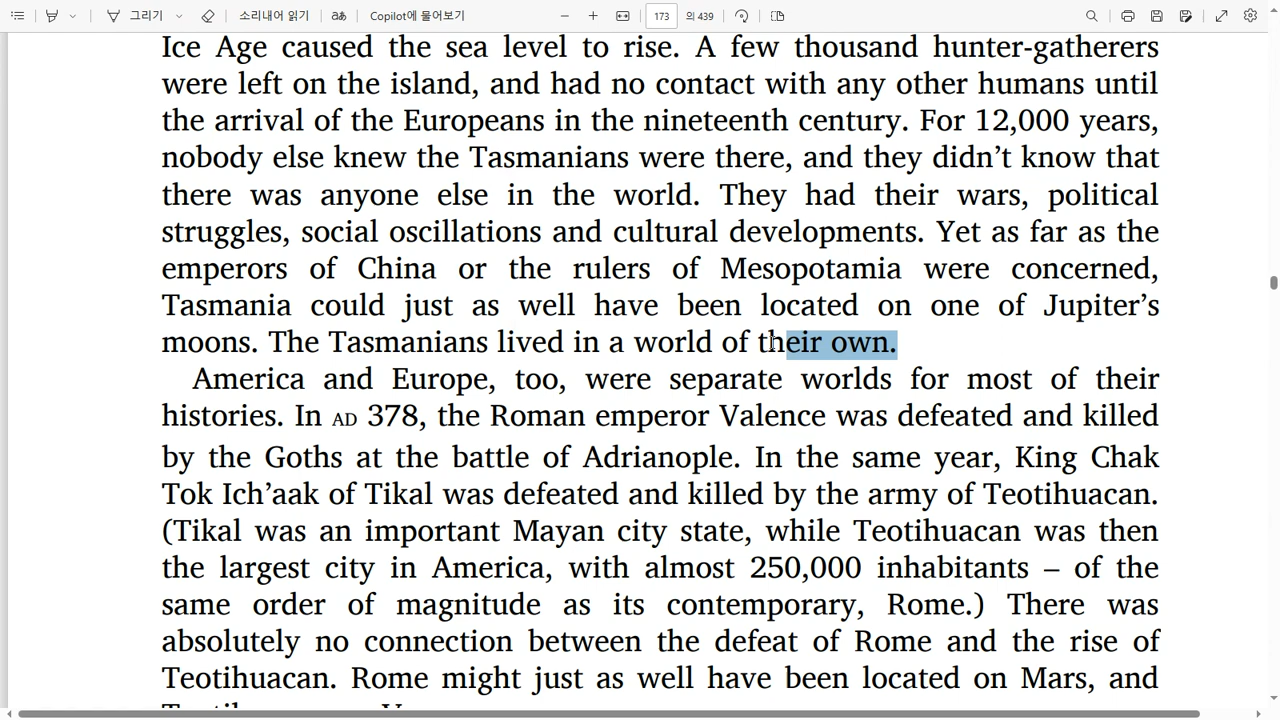 그리기
소리내어 읽기
aあ
Copilot에 물어보기
173
의 439
Ice Age caused the sea level to rise. A few thousand hunter-gatherers
were left on the island, and had no contact with any other humans until
the arrival of the Europeans in the nineteenth century. For 12,000 years,
nobody else knew the Tasmanians were there, and they didn’t know that
there was anyone else in the world. They had their wars, political
struggles, social oscillations and cultural developments. Yet as far as the
emperors of China or the rulers of Mesopotamia were concerned,
Tasmania could just as well have been located on one of Jupiter’s
moons. The Tasmanians lived in a world of their own.
America and Europe, too, were separate worlds for most of their
histories. In AD 378, the Roman emperor Valence was defeated and killed
by the Goths at the battle of Adrianople. In the same year, King Chak
Tok Ich’aak of Tikal was defeated and killed by the army of Teotihuacan.
(Tikal was an important Mayan city state, while Teotihuacan was then
the largest city in America, with almost 250,000 inhabitants – of the
same order of magnitude as its contemporary, Rome.) There was
absolutely no connection between the defeat of Rome and the rise of
Teotihuacan. Rome might just as well have been located on Mars, and